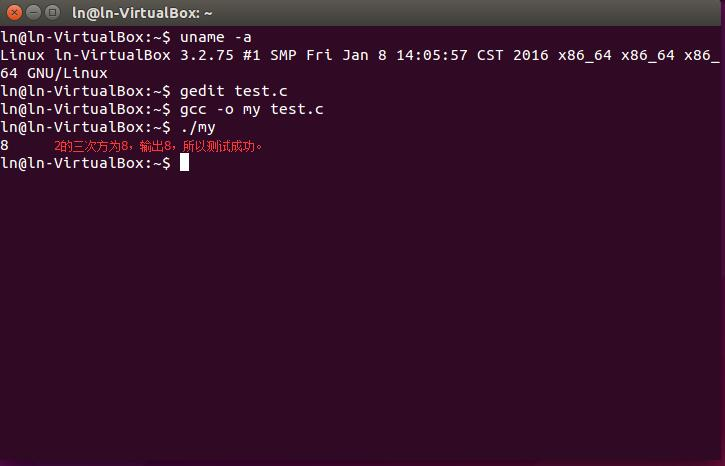 ln@ln-VirtualBox: ~
ln@ln-VirtualBox:~$ uname -a
Linux ln-VirtualBox 3.2.75 #1 SMP Fri Jan 8 14:05:57 CST 2016 x86_64 x86_64 x86_
64 GNU/Linux
ln@ln-VirtualBox:~$ gedit test.c
ln@ln-VirtualBox:~$ gcc -o my test.c
ln@ln-VirtualBox:~$ ./my
8 2的三次方为8，输出8，所以测试成功。
ln@ln-VirtualBox:~$